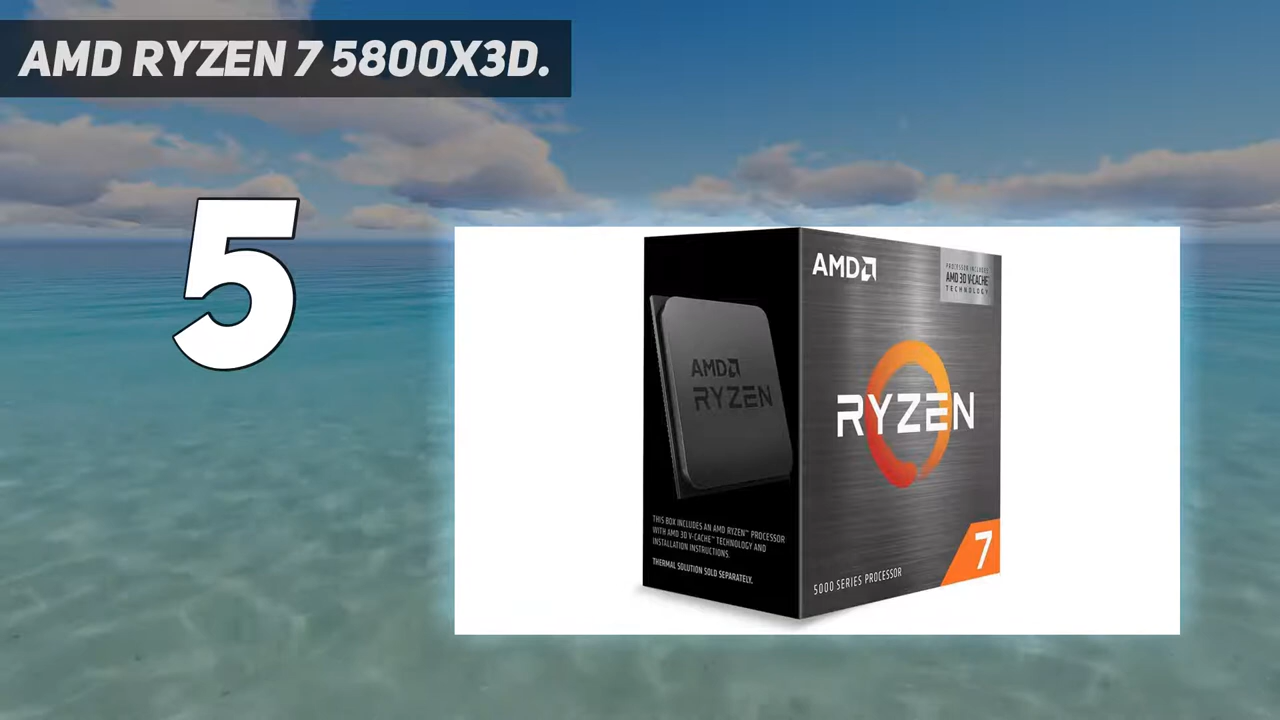 AMD RYZEN 7 5800X3D.
5
AMD
PROCESSOR INCLUDES
AMD 3D V-CACHE™
TECHNOLOGY
AMD
RYZEN
RYZEN
THIS BOX INCLUDES AN AMD RYZEN™ PROCESSOR
WITH AMD 3D V-CACHE™ TECHNOLOGY AND
INSTALLATION INSTRUCTIONS.
THERMAL SOLUTION SOLD SEPARATELY.
5000 SERIES PROCESSOR
7